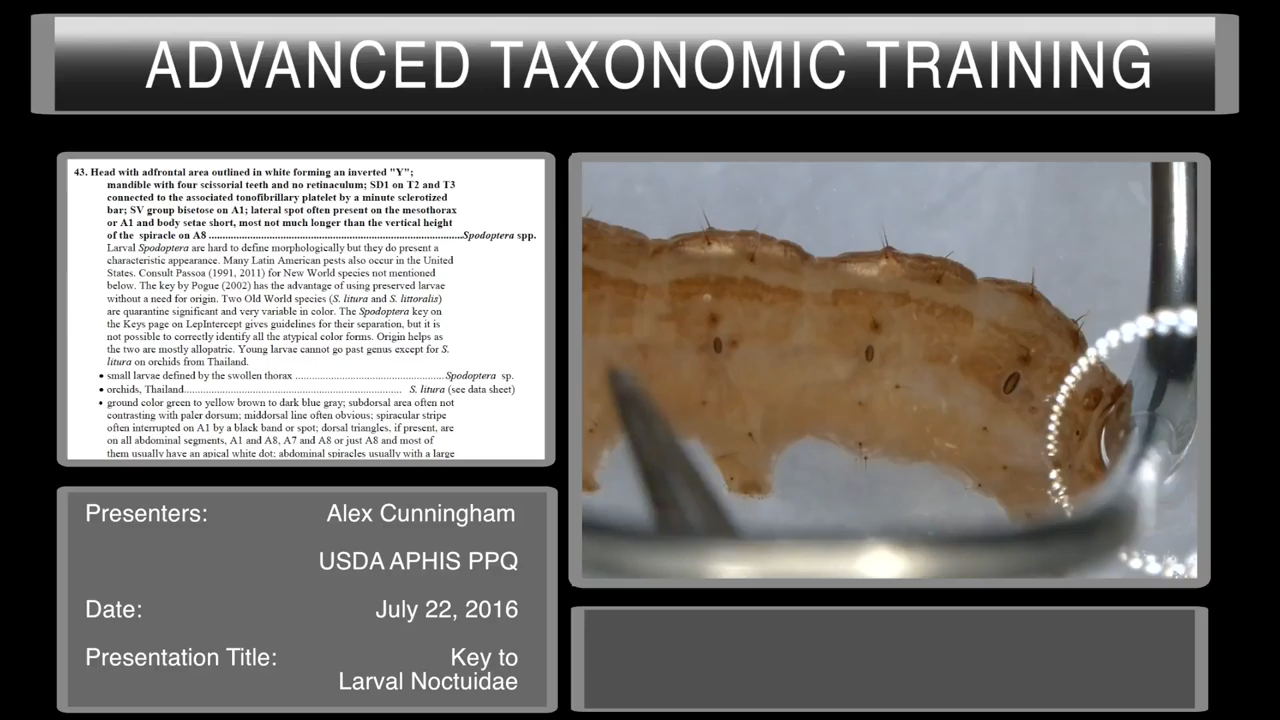 ADVANCED TAXONOMIC TRAINING
43. Head with adfrontal area outlined in white forming an inverted "Y";
mandible with four scissorial teeth and no retinaculum; SD1 on T2 and T3
connected to the associated tonofibrillary platelet by a minute sclerotized
bar; SV group bisetose on A1; lateral spot often present on the mesothorax
or A1 and body setae short, most not much longer than the vertical height
of the spiracle on A8 ......................................................................Spodoptera spp.
Larval Spodoptera are hard to define morphologically but they do present a
characteristic appearance. Many Latin American pests also occur in the United
States. Consult Passoa (1991, 2011) for New World species not mentioned
below. The key by Pogue (2002) has the advantage of using preserved larvae
without a need for origin. Two Old World species (S. litura and S. littoralis)
are quarantine significant and very variable in color. The Spodoptera key on
the Keys page on LepIntercept gives guidelines for their separation, but it is
not possible to correctly identify all the atypical color forms. Origin helps as
the two are mostly allopatric. Young larvae cannot go past genus except for S.
litura on orchids from Thailand.
• small larvae defined by the swollen thorax ..................................................Spodoptera sp.
• orchids, Thailand.......................................................................... S. litura (see data sheet)
• ground color green to yellow brown to dark blue gray; subdorsal area often not
contrasting with paler dorsum; middorsal line often obvious; spiracular stripe
often interrupted on A1 by a black band or spot; dorsal triangles, if present, are
on all abdominal segments, A1 and A8, A7 and A8 or just A8 and most of
them usually have an apical white dot; abdominal spiracles usually with a large
Presenters: Alex Cunningham
USDA APHIS PPQ
Date: July 22, 2016
Presentation Title: Key to
Larval Noctuidae